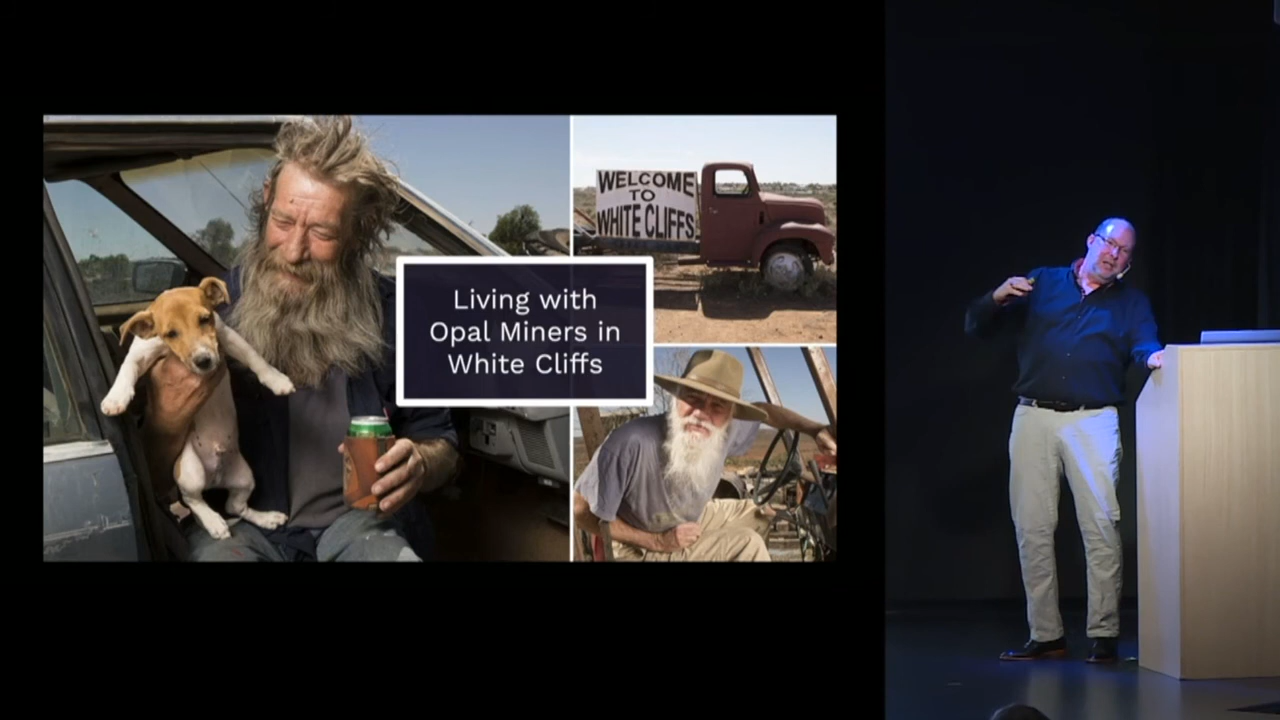 WELCOME
TO
WHITE CLIFFS
Living with
Opal Miners in
White Cliffs